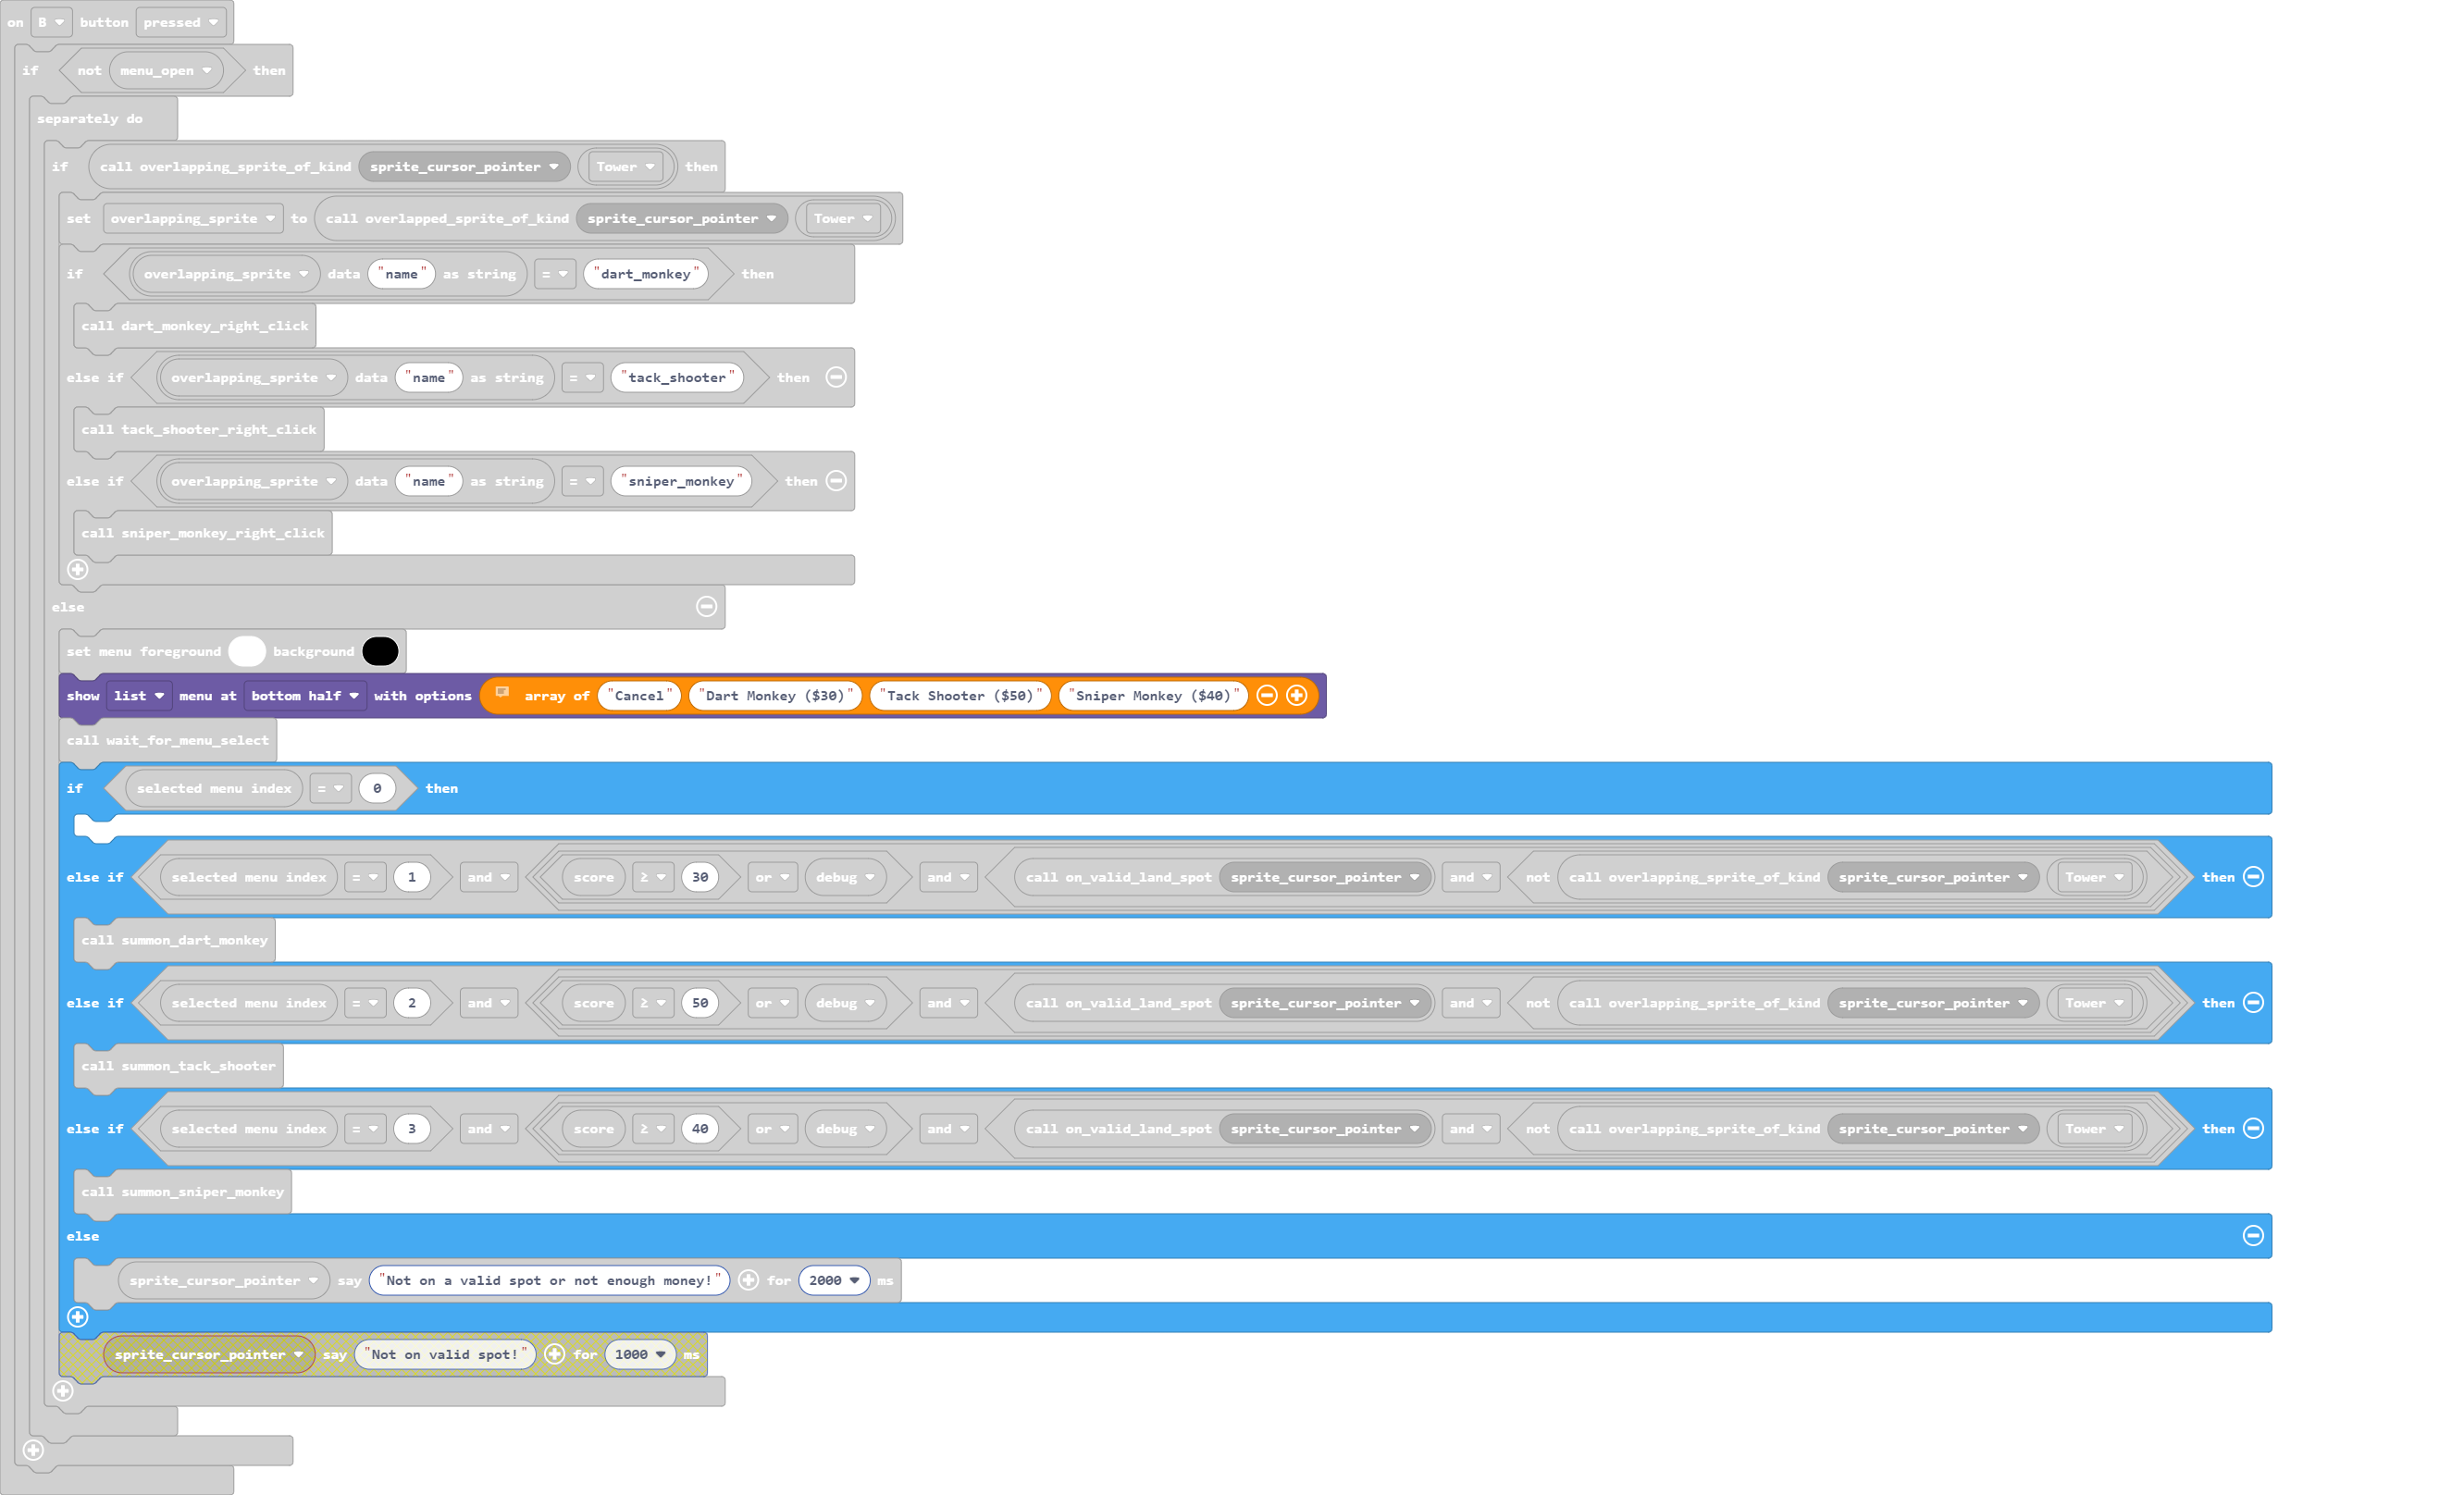 on B button pressed
if not menu_open then
separately do
if call overlapping_sprite_of_kind sprite_cursor_pointer Tower then
set overlapping_sprite to call overlapped_sprite_of_kind sprite_cursor_pointer Tower
if overlapping_sprite data "name" as string = "dart_monkey" then
call dart_monkey_right_click
else if overlapping_sprite data "name" as string = "tack_shooter" then
call tack_shooter_right_click
else if overlapping_sprite data "name" as string = "sniper_monkey" then
call sniper_monkey_right_click
else
set menu foreground background
show list menu at bottom half with options array of "Cancel" "Dart Monkey ($30)" "Tack Shooter ($50)" "Sniper Monkey ($40)"
call wait_for_menu_select
if selected menu index = 0 then
else if selected menu index = 1 and score ≥ 30 or debug and call on_valid_land_spot sprite_cursor_pointer and not call overlapping_sprite_of_kind sprite_cursor_pointer Tower then
call summon_dart_monkey
else if selected menu index = 2 and score ≥ 50 or debug and call on_valid_land_spot sprite_cursor_pointer and not call overlapping_sprite_of_kind sprite_cursor_pointer Tower then
call summon_tack_shooter
else if selected menu index = 3 and score ≥ 40 or debug and call on_valid_land_spot sprite_cursor_pointer and not call overlapping_sprite_of_kind sprite_cursor_pointer Tower then
call summon_sniper_monkey
else
sprite_cursor_pointer say "Not on a valid spot or not enough money!" for 2000 ms
sprite_cursor_pointer say "Not on valid spot!" for 1000 ms